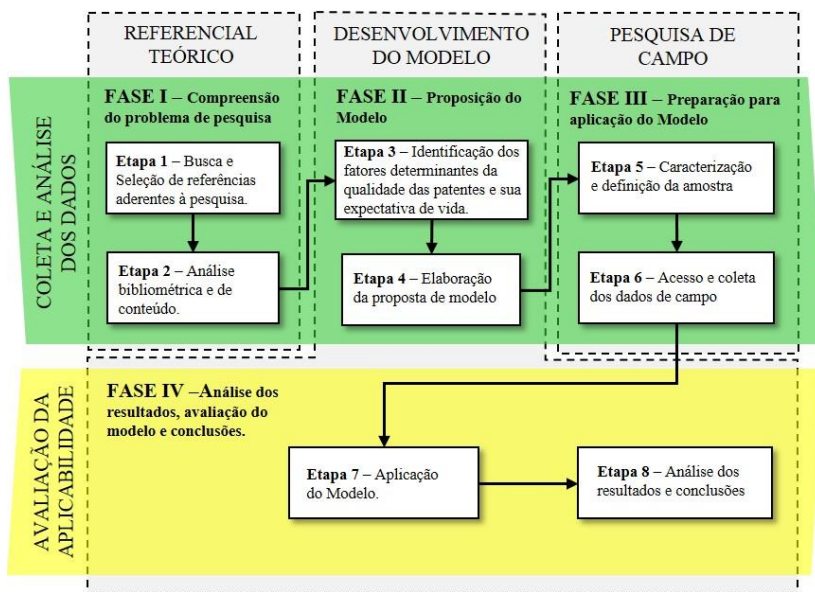 REFERENCIAL
TEÓRICO
DESENVOLVIMENTO
DO MODELO
PESQUISA DE
CAMPO
COLETA E ANÁLISE
DOS DADOS
FASE I – Compreensão
do problema de pesquisa
Etapa 1 – Busca e
Seleção de referências
aderentes à pesquisa.
Etapa 2 – Análise
bibliométrica e de
conteúdo.
FASE II – Proposição do
Modelo
Etapa 3 – Identificação dos
fatores determinantes da
qualidade das patentes e sua
expectativa de vida.
Etapa 4 – Elaboração
da proposta de modelo
FASE III – Preparação para
aplicação do Modelo
Etapa 5 – Caracterização
e definição da amostra
Etapa 6 – Acesso e coleta
dos dados de campo
AVALIAÇÃO DA
APLICABILIDADE
FASE IV –Análise dos
resultados, avaliação do
modelo e conclusões.
Etapa 7 – Aplicação
do Modelo.
Etapa 8 – Análise dos
resultados e conclusões